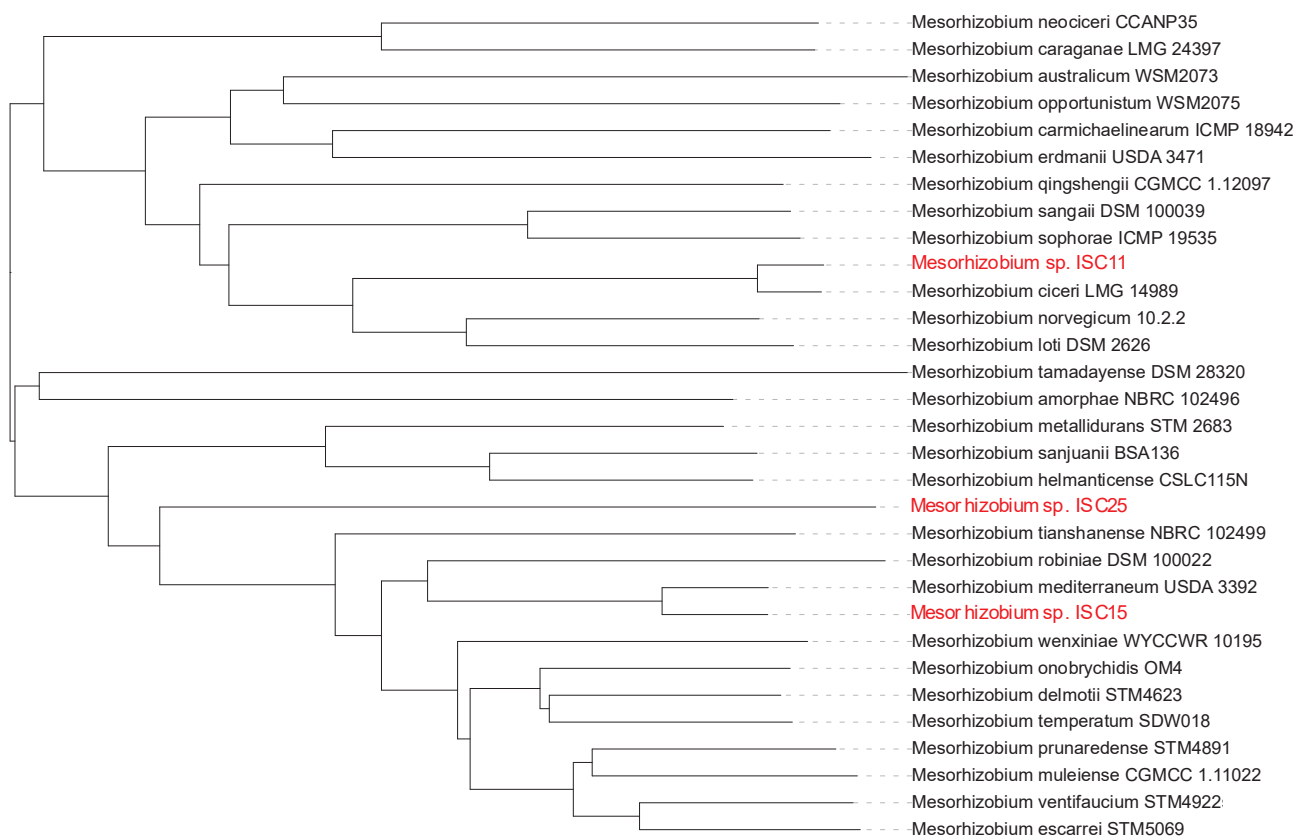 Mesorhizobium neociceri CCANP35
Mesorhizobium caraganae LMG 24397
Mesorhizobium australicum WSM2073
Mesorhizobium opportunistum WSM2075
Mesorhizobium carmichaelinearum ICMP 18942
Mesorhizobium erdmanii USDA 3471
Mesorhizobium qingshengii CGMCC 1.12097
Mesorhizobium sangaii DSM 100039
Mesorhizobium sophorae ICMP 19535
Mesorhizobium sp. ISC11
Mesorhizobium ciceri LMG 14989
Mesorhizobium norvegicum 10.2.2
Mesorhizobium loti DSM 2626
Mesorhizobium tamadayense DSM 28320
Mesorhizobium amorphae NBRC 102496
Mesorhizobium metallidurans STM 2683
Mesorhizobium sanjuanii BSA136
Mesorhizobium helmanticense CSLC115N
Mesorhizobium sp. ISC25
Mesorhizobium tianshanense NBRC 102499
Mesorhizobium robiniae DSM 100022
Mesorhizobium mediterraneum USDA 3392
Mesorhizobium sp. ISC15
Mesorhizobium wenxiniae WYCCWR 10195
Mesorhizobium onobrychidis OM4
Mesorhizobium delmotii STM4623
Mesorhizobium temperatum SDW018
Mesorhizobium prunaredense STM4891
Mesorhizobium muleiense CGMCC 1.11022
Mesorhizobium ventifaucium STM4922
Mesorhizobium escarrei STM5069